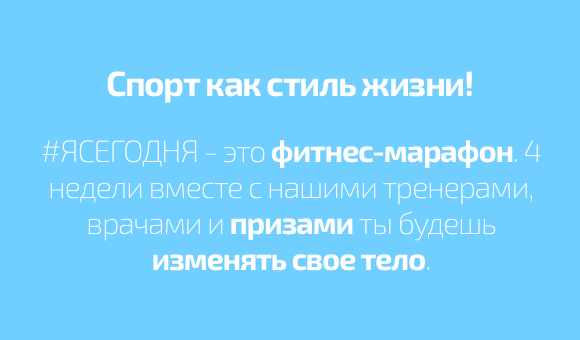 Спорт как стиль жизни!
#ЯСЕГОДНЯ - это фитнес-марафон. 4
недели вместе с нашими тренерами,
врачами и призами ты будешь
изменять свое тело.